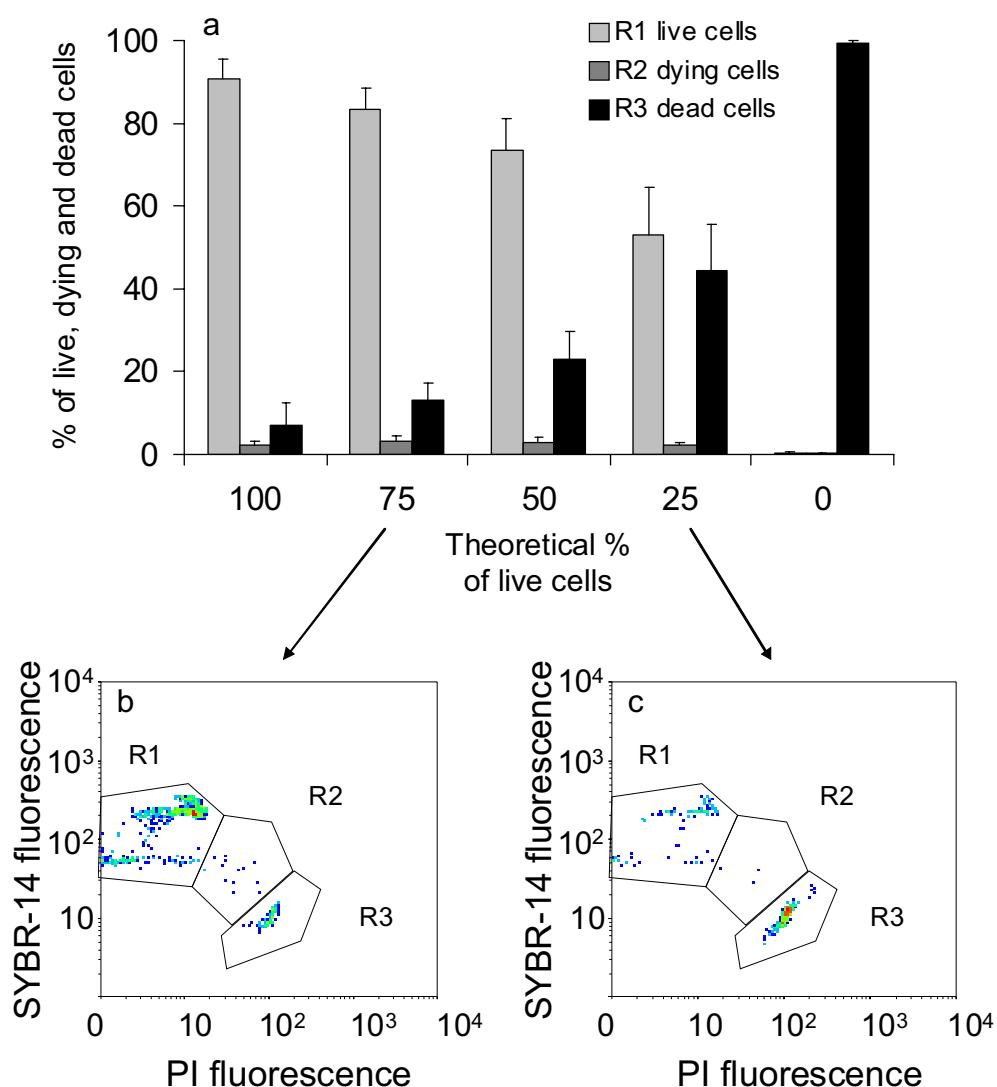 a
R1 live cells
R2 dying cells
R3 dead cells
% of live, dying and dead cells
100
80
60
40
20
0
100 75 50 25 0
Theoretical %
of live cells
b
SYBR-14 fluorescence
10⁴
10³
10²
10
R1
R2
R3
0 10 10² 10³ 10⁴
PI fluorescence
c
SYBR-14 fluorescence
10⁴
10³
10²
10
R1
R2
R3
0 10 10² 10³ 10⁴
PI fluorescence